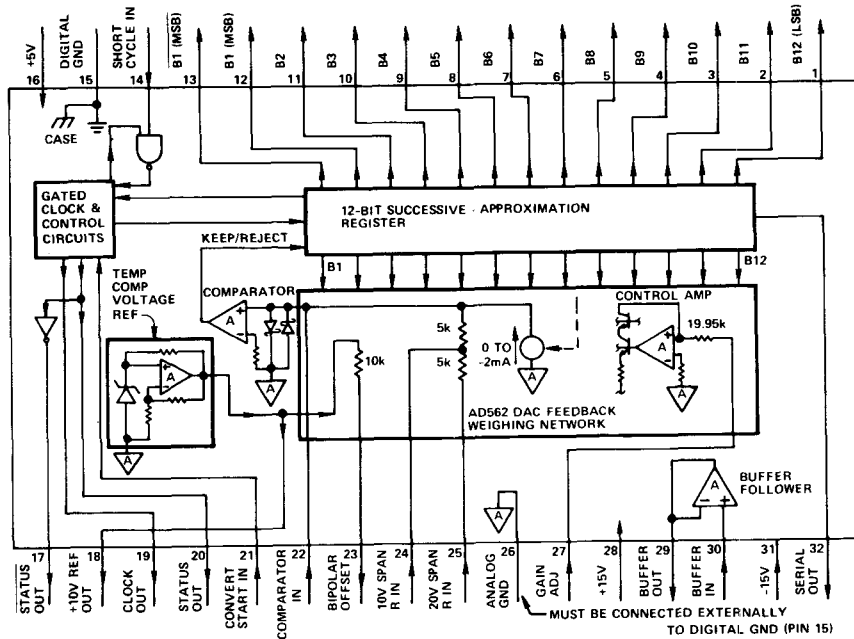 +5V
DIGITAL
GND
SHORT
CYCLE IN
B1 (MSB)
B1 (MSB)
B2
B3
B4
B5
B6
B7
B8
B9
B10
B11
B12 (LSB)
16
15
14
13
12
11
10
9
8
7
6
5
4
3
2
1
CASE
GATED
CLOCK &
CONTROL
CIRCUITS
12-BIT SUCCESSIVE - APPROXIMATION
REGISTER
KEEP/REJECT
B1
B12
TEMP
COMP
VOLTAGE
REF
COMPARATOR
A
+
-
A
CONTROL AMP
5k
5k
10k
0 TO
-2mA
A
19.95k
A
+
-
A
A
+
-
A
AD562 DAC FEEDBACK
WEIGHING NETWORK
A
BUFFER
FOLLOWER
A
-
+
17
18
19
20
21
22
23
24
25
26
27
28
29
30
31
32
STATUS
OUT
+10V REF
OUT
CLOCK
OUT
STATUS
OUT
CONVERT
START IN
COMPARATOR
IN
BIPOLAR
OFFSET
10V SPAN
R IN
20V SPAN
R IN
ANALOG
GND
GAIN
ADJ
+15V
BUFFER
OUT
BUFFER
IN
-15V
SERIAL
OUT
MUST BE CONNECTED EXTERNALLY
TO DIGITAL GND (PIN 15)